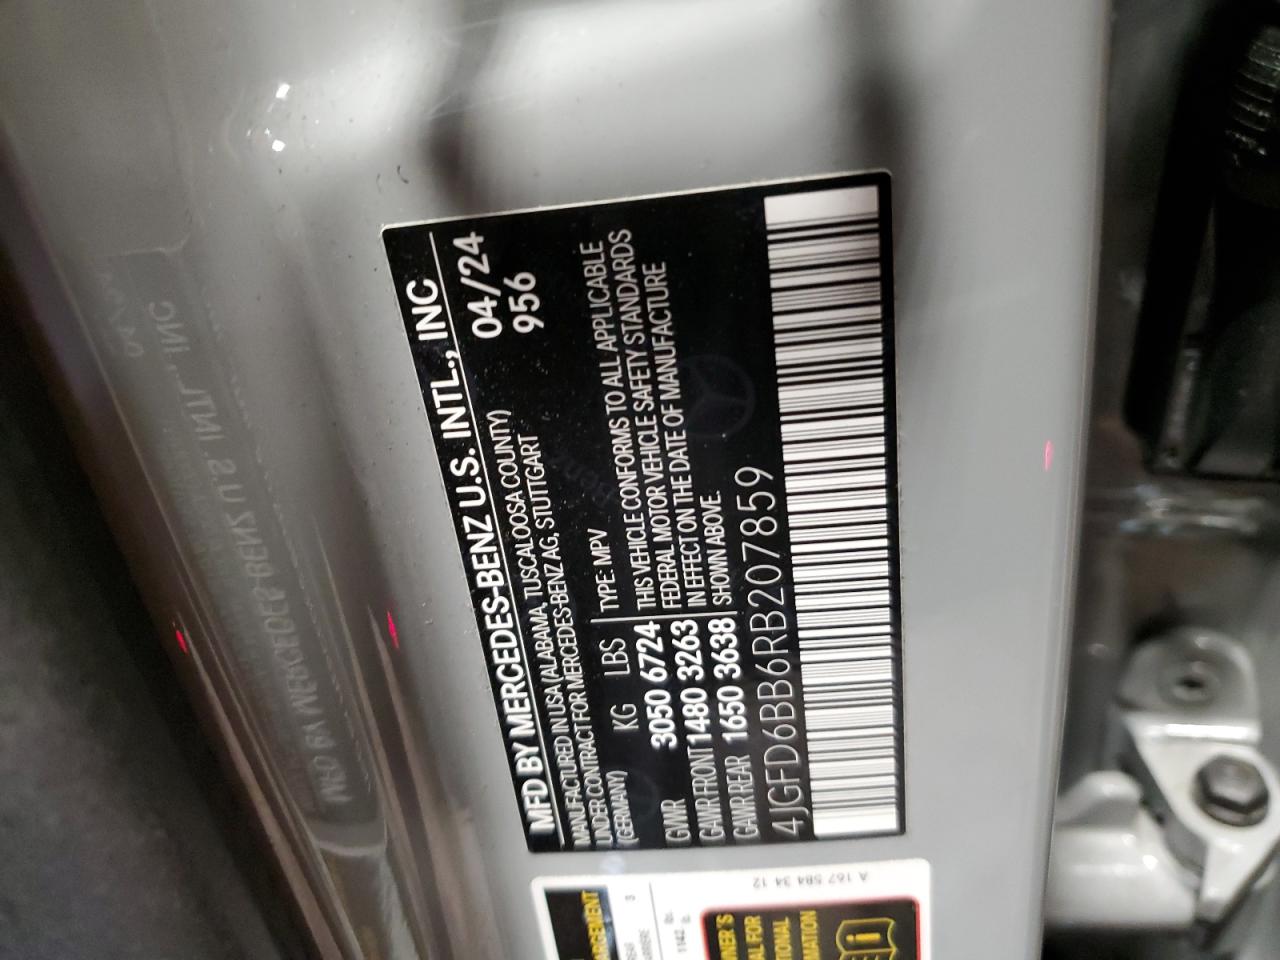 MFD BY MERCEDES-BENZ U.S. INTL., INC
MANUFACTURED IN USA (ALABAMA, TUSCALOOSA COUNTY)
UNDER CONTRACT FOR MERCEDES-BENZ AG, STUTTGART
(GERMANY)
04/24
956
KG LBS
GVWR 3050 6724
GAWR FRONT 1480 3263
GAWR REAR 1650 3638
TYPE: MPV
THIS VEHICLE CONFORMS TO ALL APPLICABLE
FEDERAL MOTOR VEHICLE SAFETY STANDARDS
IN EFFECT ON THE DATE OF MANUFACTURE
SHOWN ABOVE.
4JGFD6BB6RB207859
A 167 584 34 12